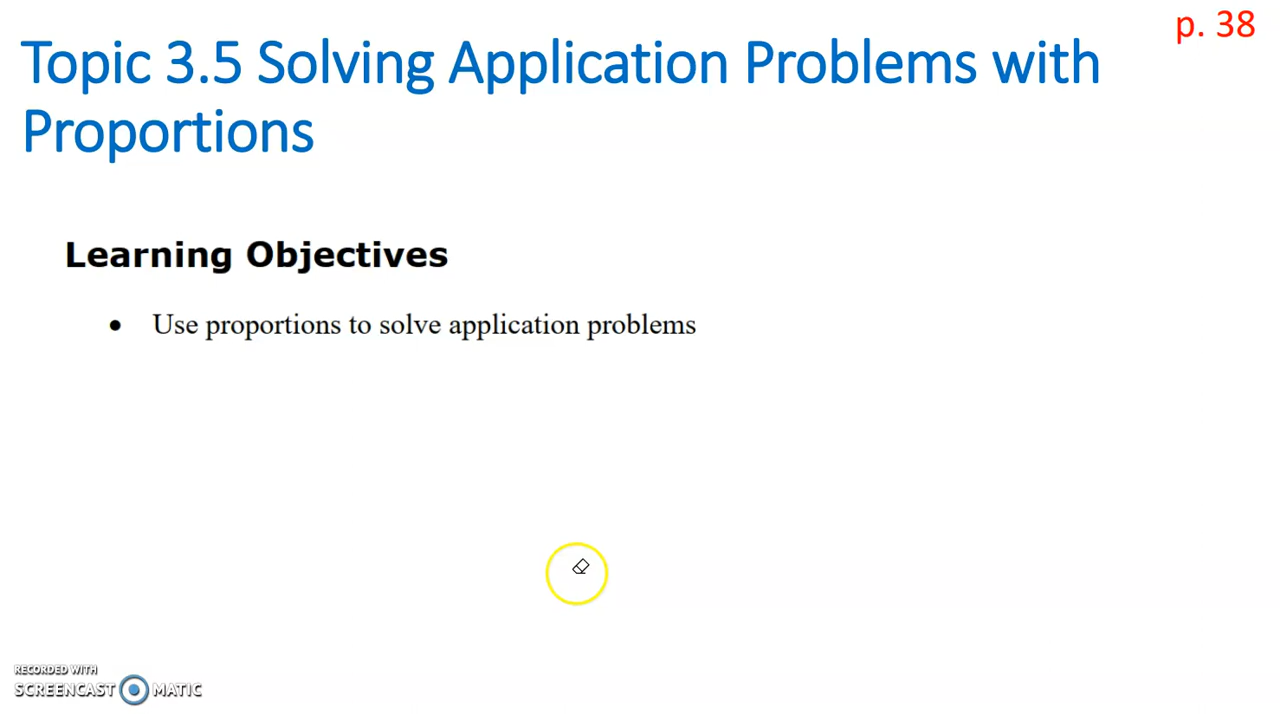 p. 38
Topic 3.5 Solving Application Problems with
Proportions
Learning Objectives
• Use proportions to solve application problems
RECORDED WITH
SCREENCAST MATIC